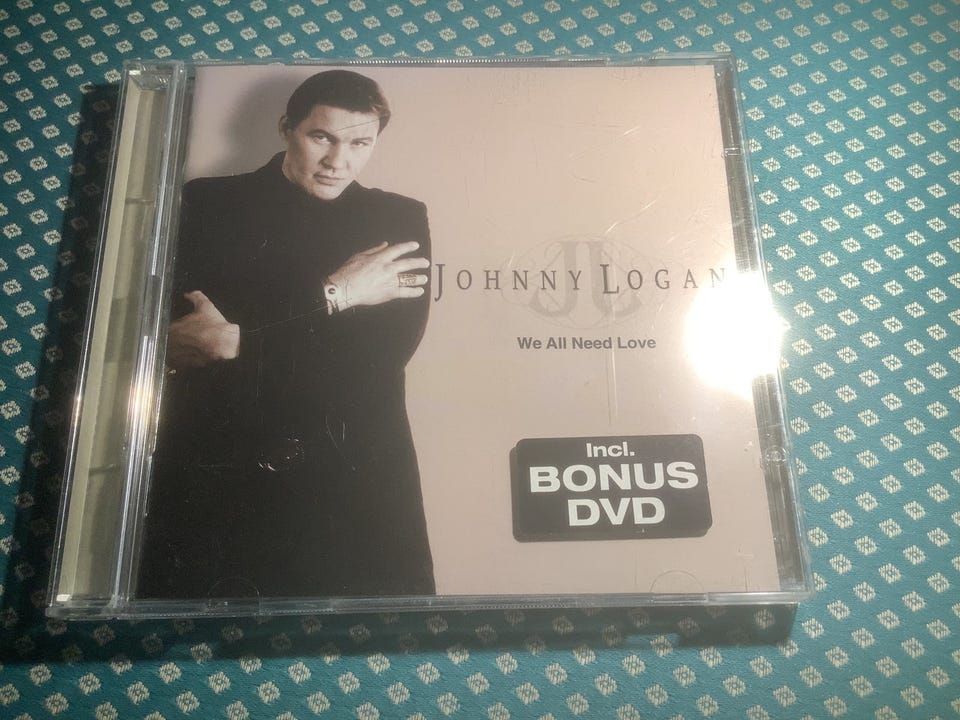 JOHNNY LOGAN
We All Need Love
Incl.
BONUS
DVD